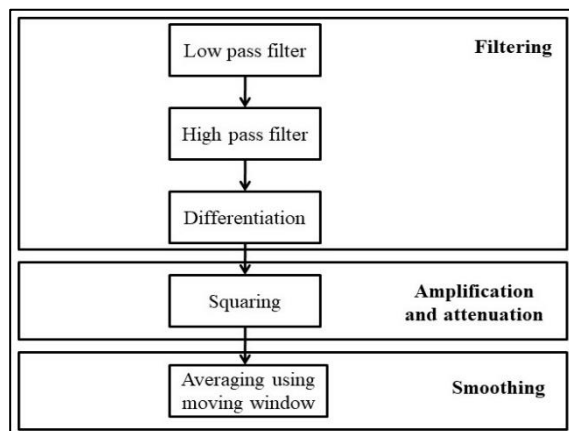 Low pass filter
Filtering
High pass filter
Differentiation
Squaring
Amplification
and attenuation
Averaging using
moving window
Smoothing